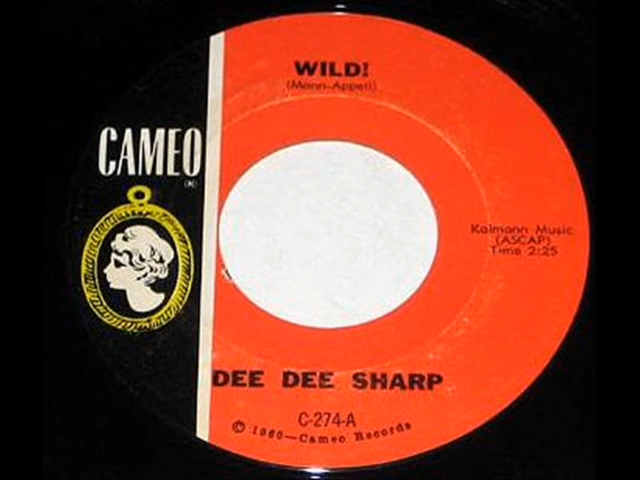 WILD!
(Mann-Appell)
CAMEO
(R)
Kalmann Music
(ASCAP)
Time 2:25
DEE DEE SHARP
C-274-A
© 1960—Cameo Records